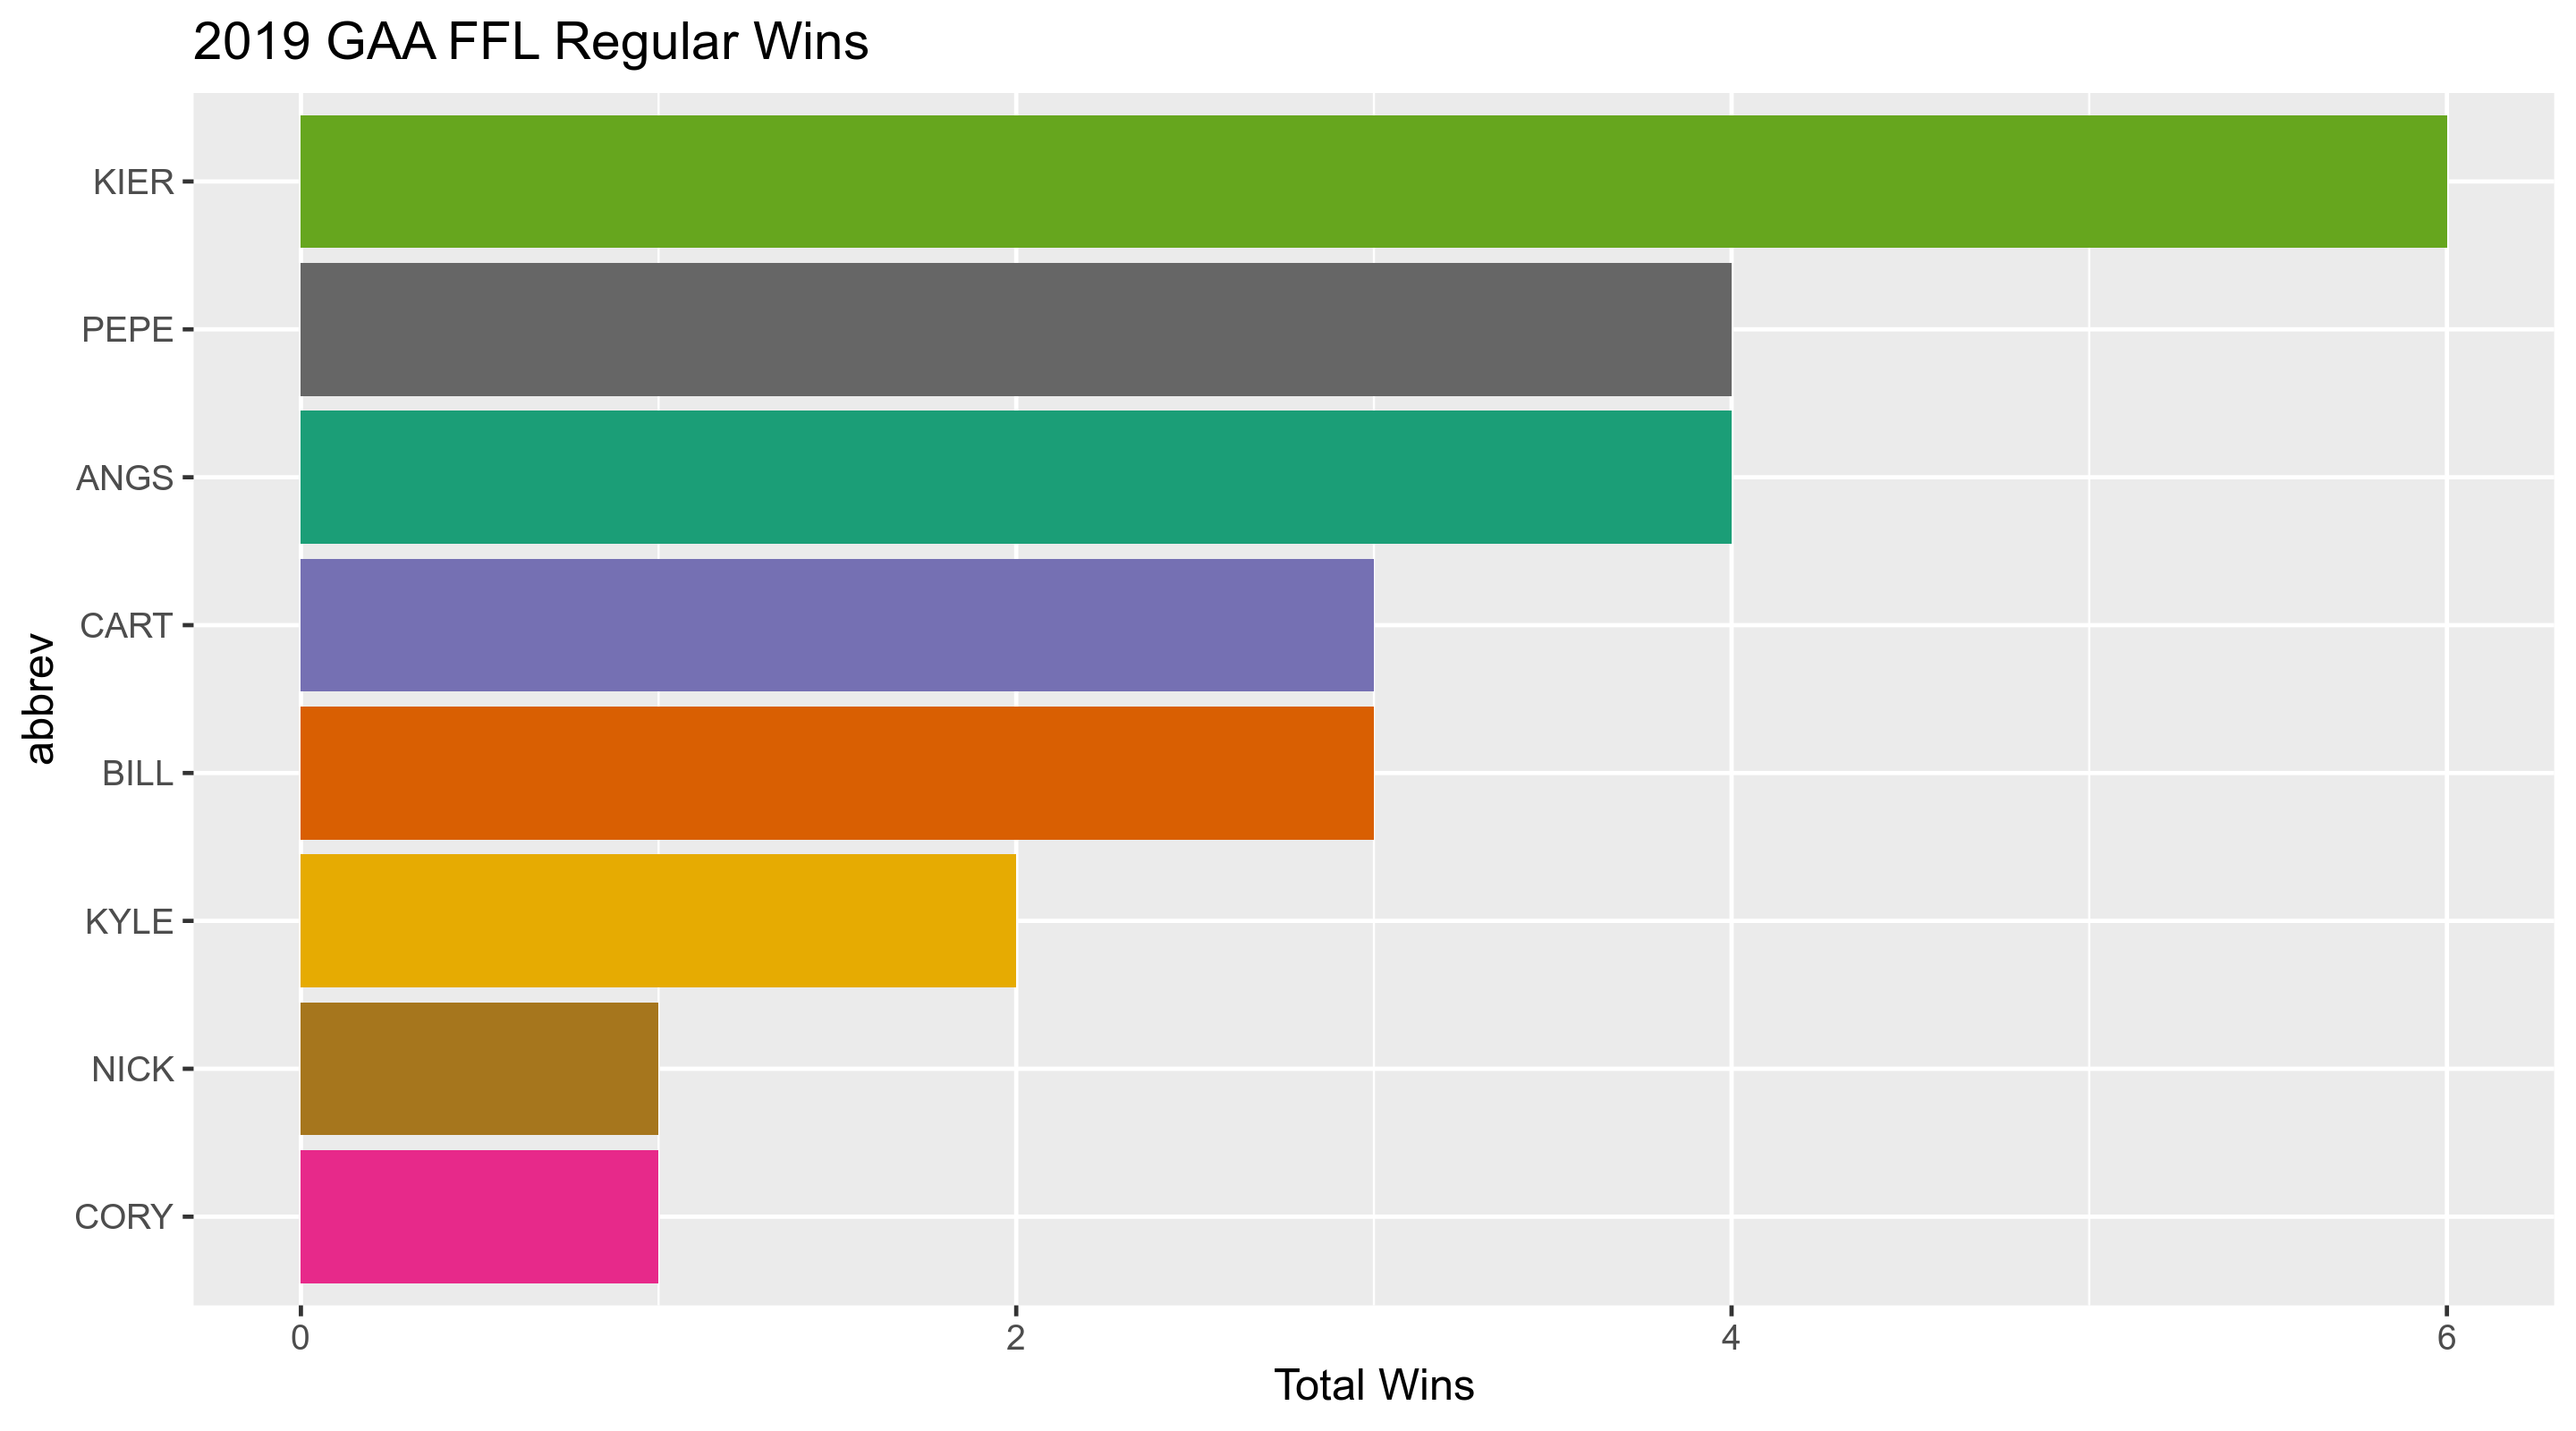 2019 GAA FFL Regular Wins
KIER
PEPE
ANGS
CART
BILL
KYLE
NICK
CORY
abbrev
0 2 4 6
Total Wins